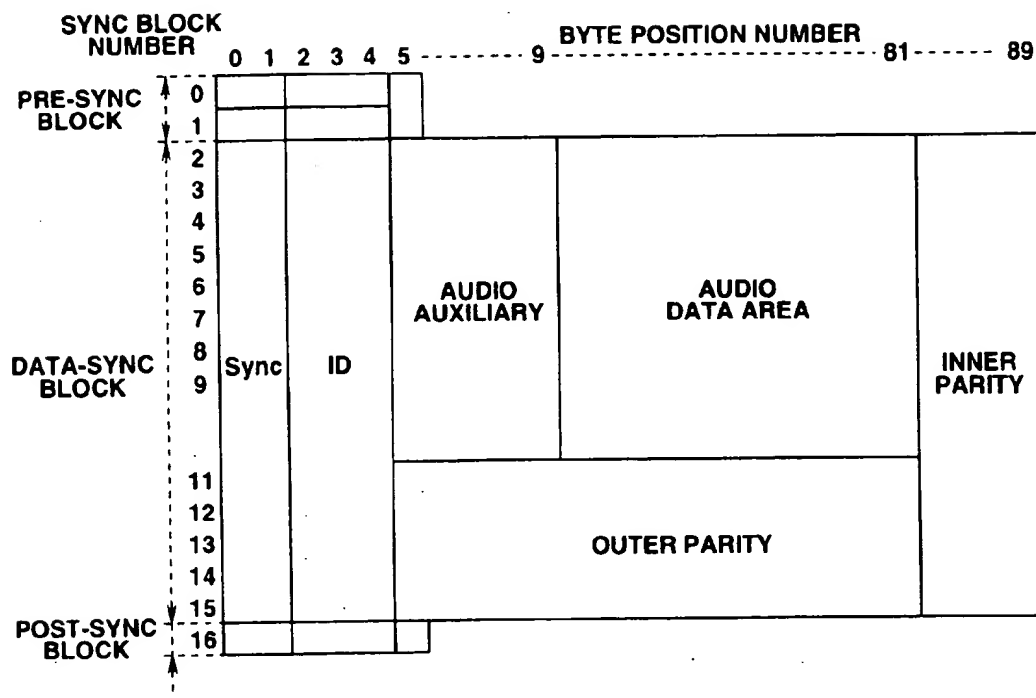 SYNC BLOCK
NUMBER
BYTE POSITION NUMBER
0 1 2 3 4 5 9 81 89
PRE-SYNC
BLOCK
0
1
2
3
4
5
6
7
8
9
DATA-SYNC
BLOCK
Sync
ID
AUDIO
AUXILIARY
AUDIO
DATA AREA
INNER
PARITY
11
12
13
14
15
OUTER PARITY
POST-SYNC
BLOCK
16